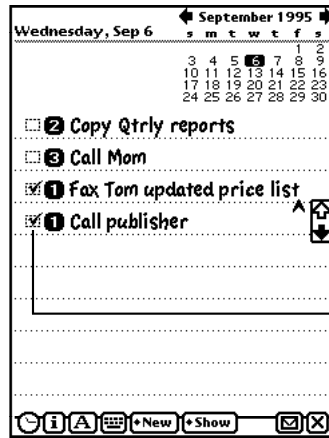 Wednesday, Sep 6
September 1995
s m t w t f s
1 2
3 4 5 6 7 8 9
10 11 12 13 14 15 16
17 18 19 20 21 22 23
24 25 26 27 28 29 30
2 Copy Qtrly reports
3 Call Mom
1 Fax Tom updated price list
1 Call publisher
i A New Show